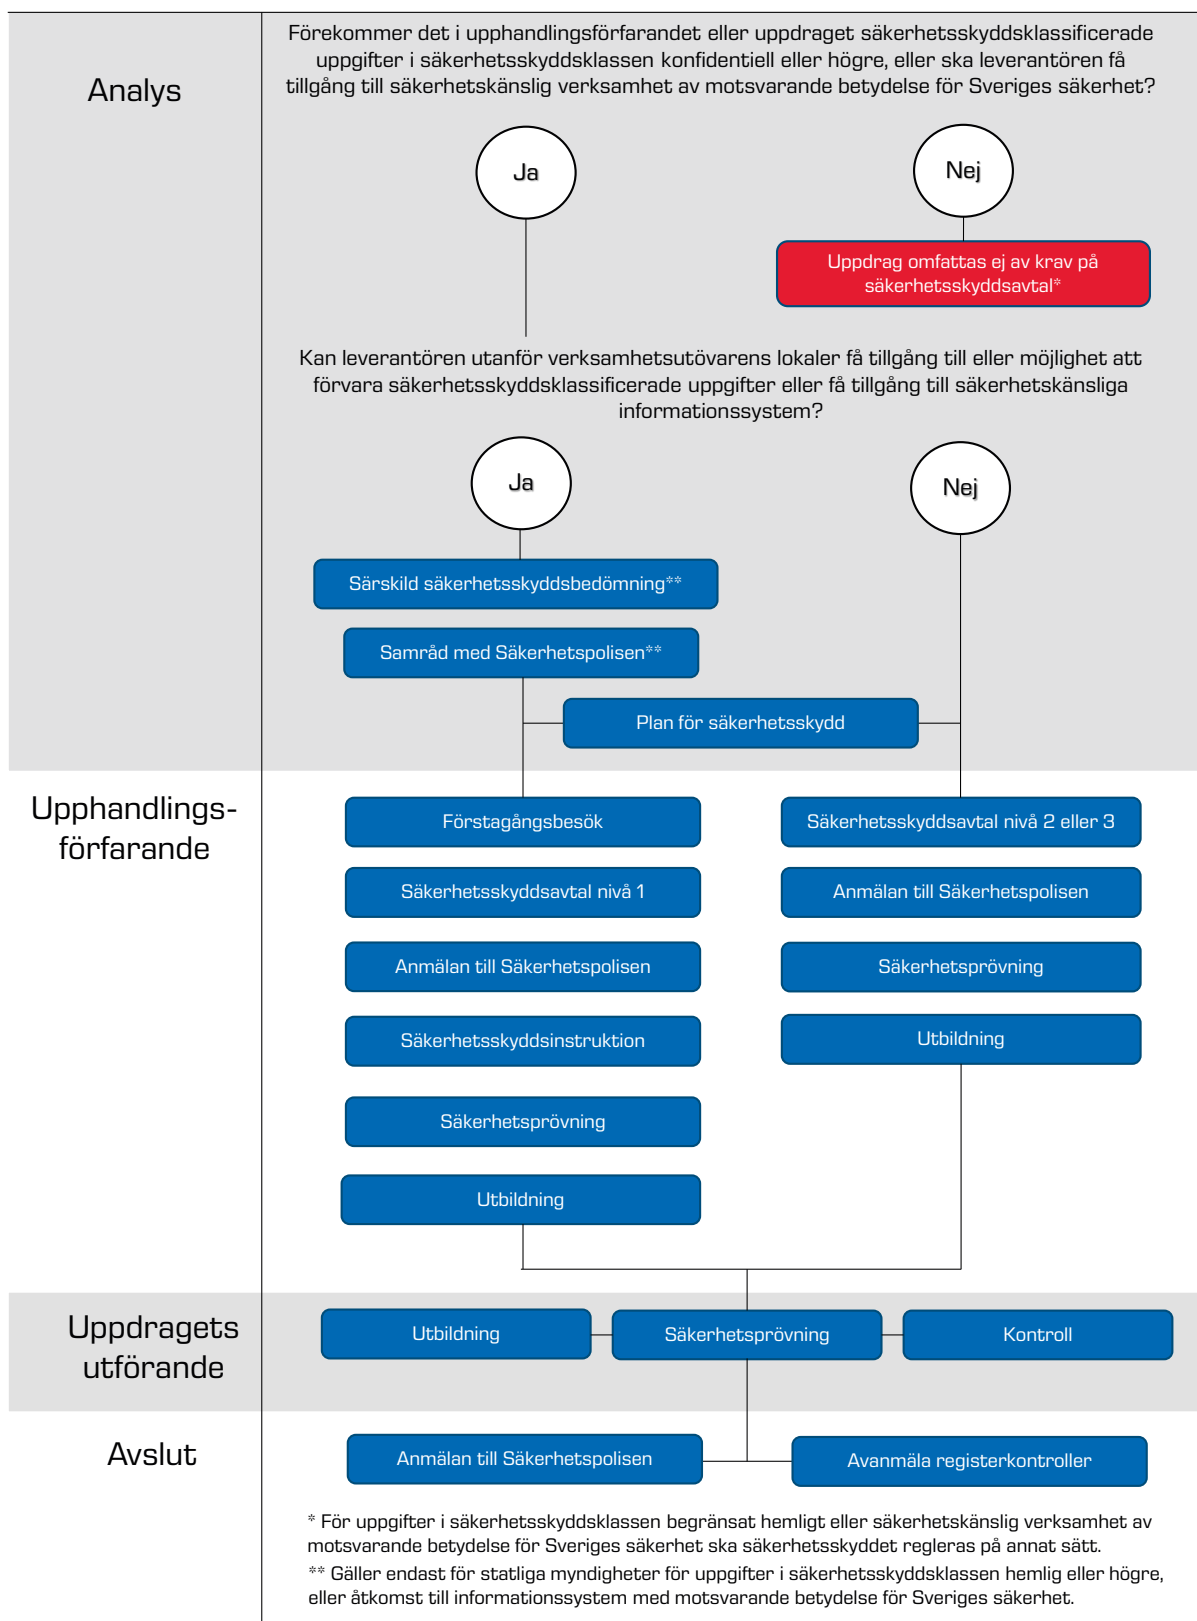 Analys
Förekommer det i upphandlingsförfarandet eller uppdraget säkerhetsskyddsklassificerade
uppgifter i säkerhetsskyddsklassen konfidentiell eller högre, eller ska leverantören få
tillgång till säkerhetskänslig verksamhet av motsvarande betydelse för Sveriges säkerhet?
Ja
Nej
Uppdrag omfattas ej av krav på
säkerhetsskyddsavtal*
Kan leverantören utanför verksamhetsutövarens lokaler få tillgång till eller möjlighet att
förvara säkerhetsskyddsklassificerade uppgifter eller få tillgång till säkerhetskänsliga
informationssystem?
Ja
Nej
Särskild säkerhetsskyddsbedömning**
Samråd med Säkerhetspolisen**
Plan för säkerhetsskydd
Upphandlings-
förfarande
Förstagångsbesök
Säkerhetsskyddsavtal nivå 1
Anmälan till Säkerhetspolisen
Säkerhetsskyddsinstruktion
Säkerhetsprövning
Utbildning
Säkerhetsskyddsavtal nivå 2 eller 3
Anmälan till Säkerhetspolisen
Säkerhetsprövning
Utbildning
Uppdragets
utförande
Utbildning
Säkerhetsprövning
Kontroll
Avslut
Anmälan till Säkerhetspolisen
Avanmäla registerkontroller
* För uppgifter i säkerhetsskyddsklassen begränsat hemligt eller säkerhetskänslig verksamhet av
motsvarande betydelse för Sveriges säkerhet ska säkerhetsskyddet regleras på annat sätt.
** Gäller endast för statliga myndigheter för uppgifter i säkerhetsskyddsklassen hemlig eller högre,
eller åtkomst till informationssystem med motsvarande betydelse för Sveriges säkerhet.